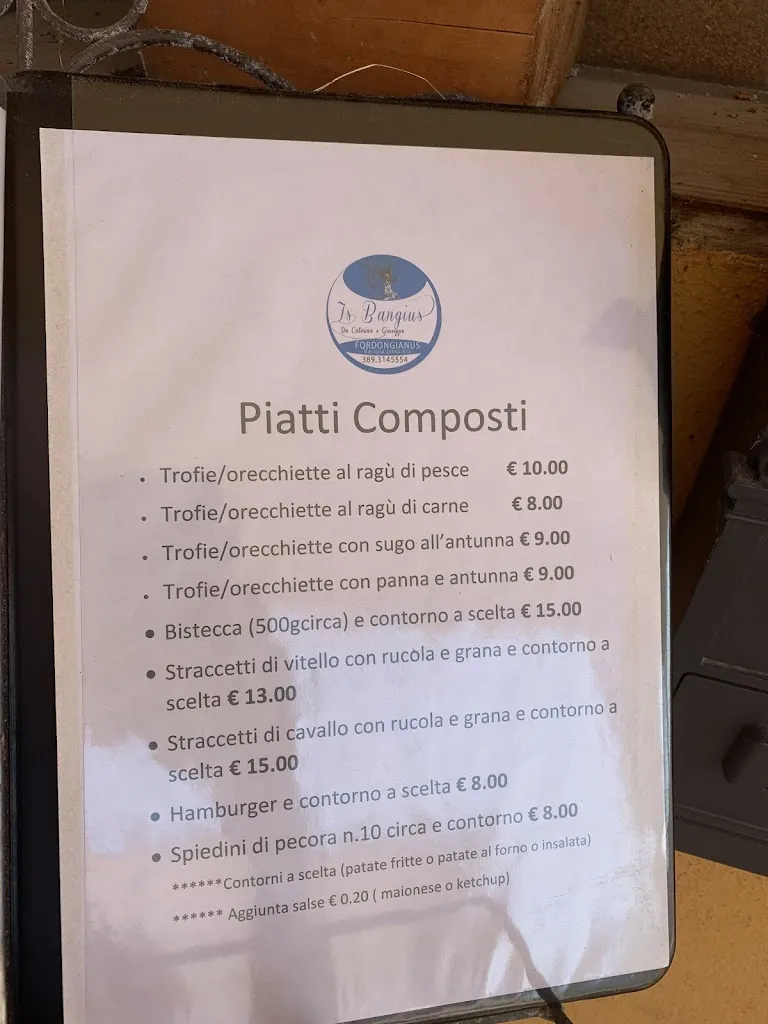 Is Bangius
Da Caterina e Giuseppe
FORDONGIANUS
389.3145554
Piatti Composti
. Trofie/orecchiette al ragù di pesce € 10.00
. Trofie/orecchiette al ragù di carne € 8.00
. Trofie/orecchiette con sugo all'antunna € 9.00
. Trofie/orecchiette con panna e antunna € 9.00
• Bistecca (500gcirca) e contorno a scelta € 15.00
• Straccetti di vitello con rucola e grana e contorno a
scelta € 13.00
• Straccetti di cavallo con rucola e grana e contorno a
scelta € 15.00
• Hamburger e contorno a scelta € 8.00
• Spiedini di pecora n.10 circa e contorno € 8.00
******Contorni a scelta (patate fritte o patate al forno o insalata)
****** Aggiunta salse € 0.20 ( maionese o ketchup)